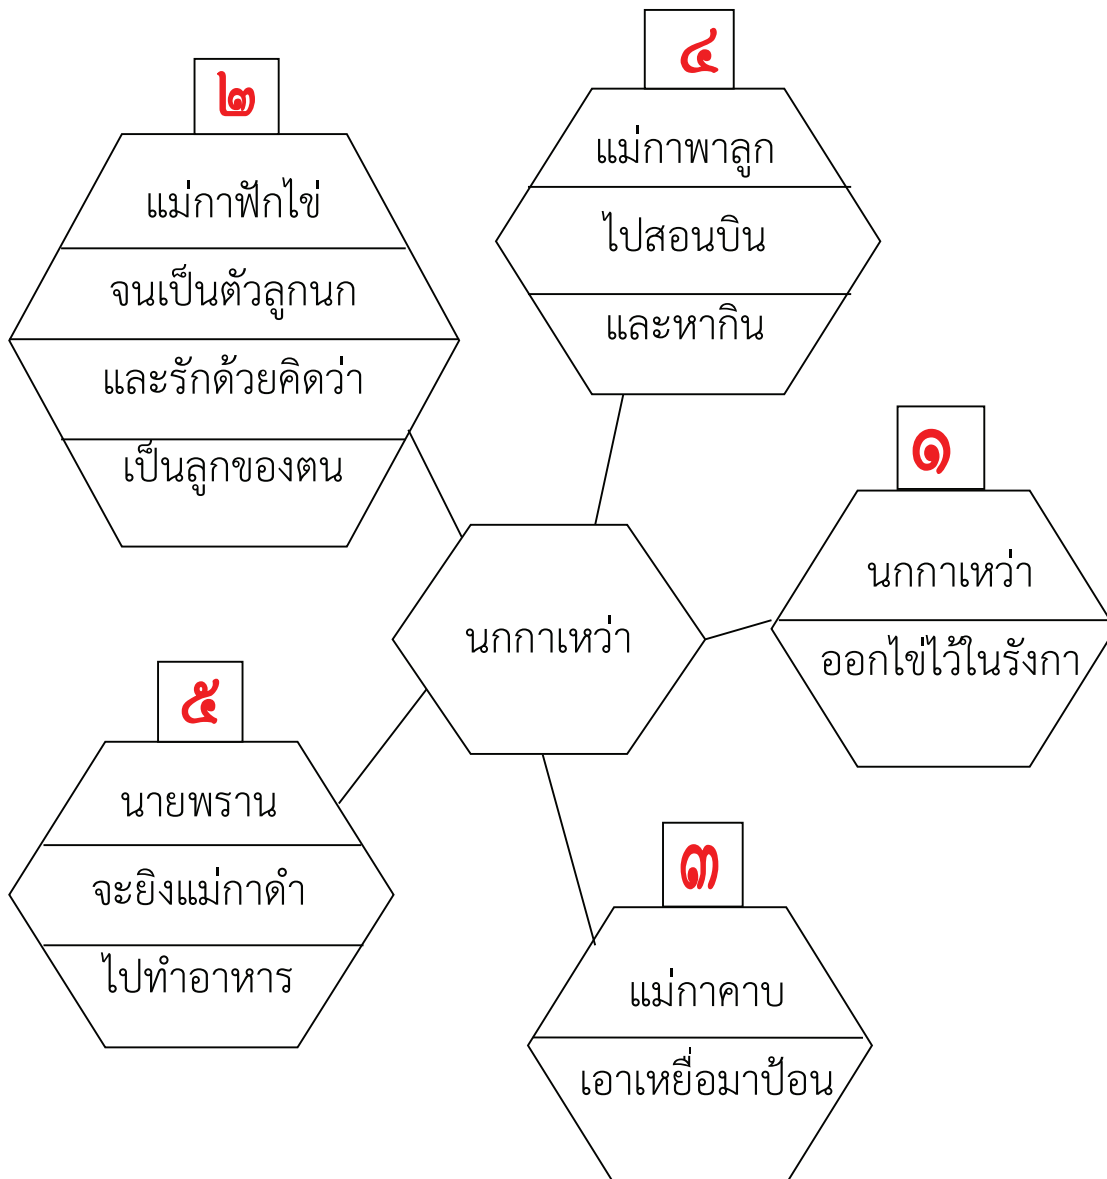 ๔
แม่กาพาลูก
ไปสอนบิน
และหากิน
๒
แม่กาฟักไข่
จนเป็นตัวลูกนก
และรักด้วยคิดว่า
เป็นลูกของตน
๑
นกกาเหว่า
ออกไข่ไว้ในรังกา
นกกาเหว่า
๕
นายพราน
จะยิงแม่กาดำ
ไปทำอาหาร
๓
แม่กาคาบ
เอาเหยื่อมาป้อน